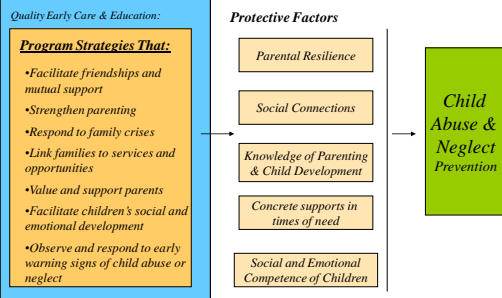 Quality Early Care & Education:
Program Strategies That:
•Facilitate friendships and
mutual support
•Strengthen parenting
•Respond to family crises
•Link families to services and
opportunities
•Value and support parents
•Facilitate children's social and
emotional development
•Observe and respond to early
warning signs of child abuse or
neglect
Protective Factors
Parental Resilience
Social Connections
Knowledge of Parenting
& Child Development
Concrete supports in
times of need
Social and Emotional
Competence of Children
Child
Abuse &
Neglect
Prevention